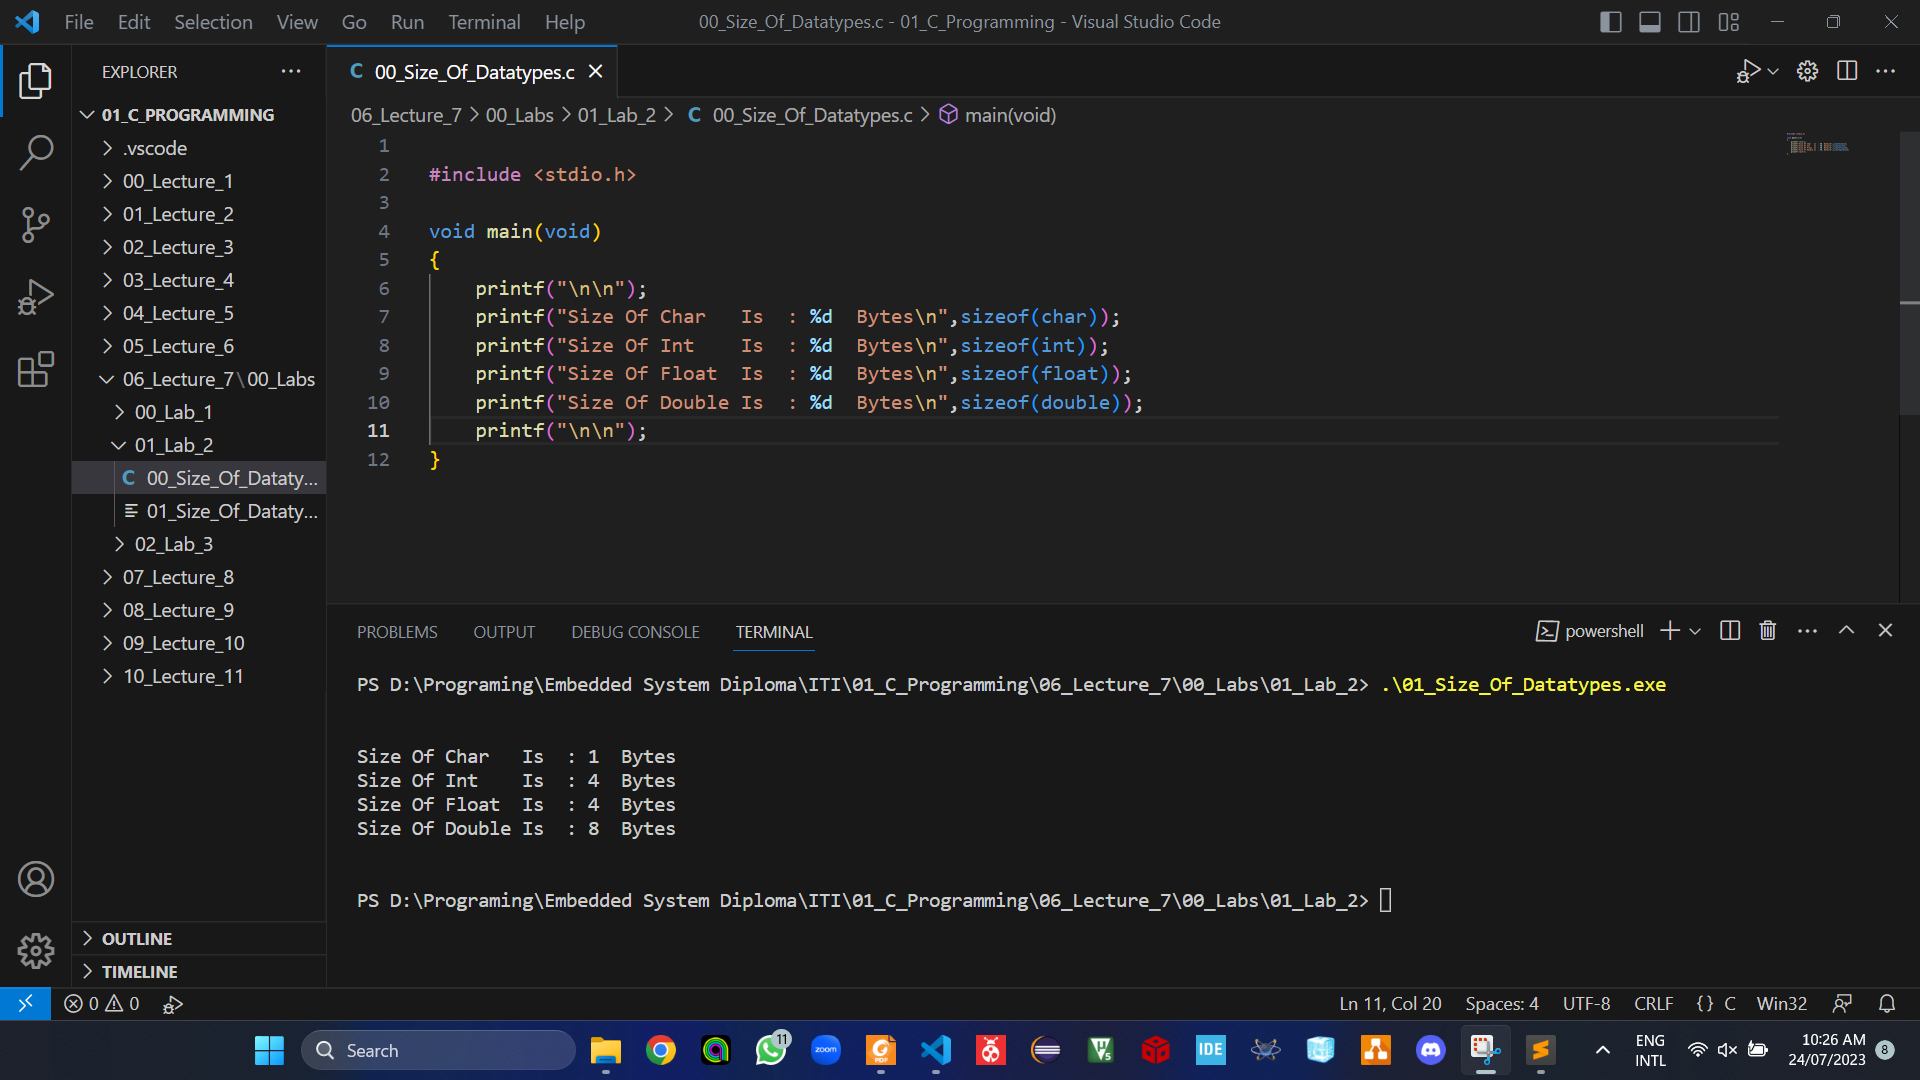 File Edit Selection View Go Run Terminal Help 00_Size_Of_Datatypes.c - 01_C_Programming - Visual Studio Code
EXPLORER
01_C_PROGRAMMING
.vscode
00_Lecture_1
01_Lecture_2
02_Lecture_3
03_Lecture_4
04_Lecture_5
05_Lecture_6
06_Lecture_7\00_Labs
00_Lab_1
01_Lab_2
C 00_Size_Of_Dataty...
01_Size_Of_Dataty...
02_Lab_3
07_Lecture_8
08_Lecture_9
09_Lecture_10
10_Lecture_11
OUTLINE
TIMELINE
C 00_Size_Of_Datatypes.c
06_Lecture_7 > 00_Labs > 01_Lab_2 > C 00_Size_Of_Datatypes.c > main(void)
1
2 #include <stdio.h>
3
4 void main(void)
5 {
6     printf("\n\n");
7     printf("Size Of Char   Is  : %d  Bytes\n",sizeof(char));
8     printf("Size Of Int    Is  : %d  Bytes\n",sizeof(int));
9     printf("Size Of Float  Is  : %d  Bytes\n",sizeof(float));
10     printf("Size Of Double Is  : %d  Bytes\n",sizeof(double));
11     printf("\n\n");
12 }
PROBLEMS OUTPUT DEBUG CONSOLE TERMINAL powershell
PS D:\Programing\Embedded System Diploma\ITI\01_C_Programming\06_Lecture_7\00_Labs\01_Lab_2> .\01_Size_Of_Datatypes.exe
Size Of Char   Is  : 1  Bytes
Size Of Int    Is  : 4  Bytes
Size Of Float  Is  : 4  Bytes
Size Of Double Is  : 8  Bytes
PS D:\Programing\Embedded System Diploma\ITI\01_C_Programming\06_Lecture_7\00_Labs\01_Lab_2>
0 0 Ln 11, Col 20 Spaces: 4 UTF-8 CRLF {} C Win32
Search 11 zoom PDF IDE
ENG
INTL
10:26 AM
24/07/2023
8